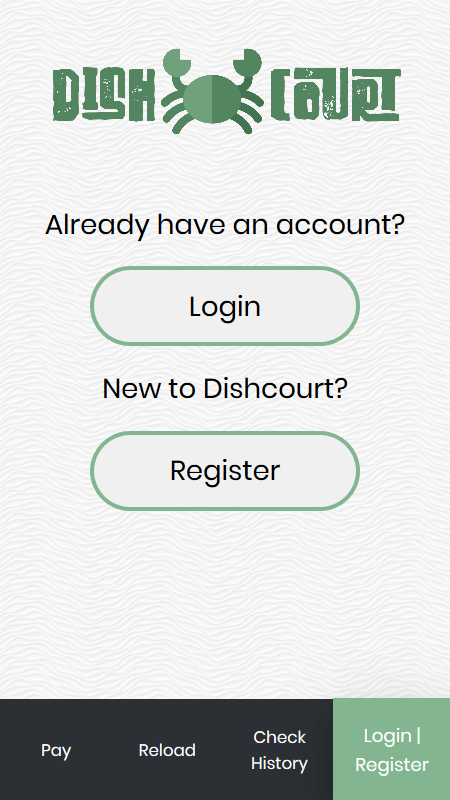 DISH COURT
Already have an account?
Login
New to Dishcourt?
Register
Pay
Reload
Check
History
Login |
Register